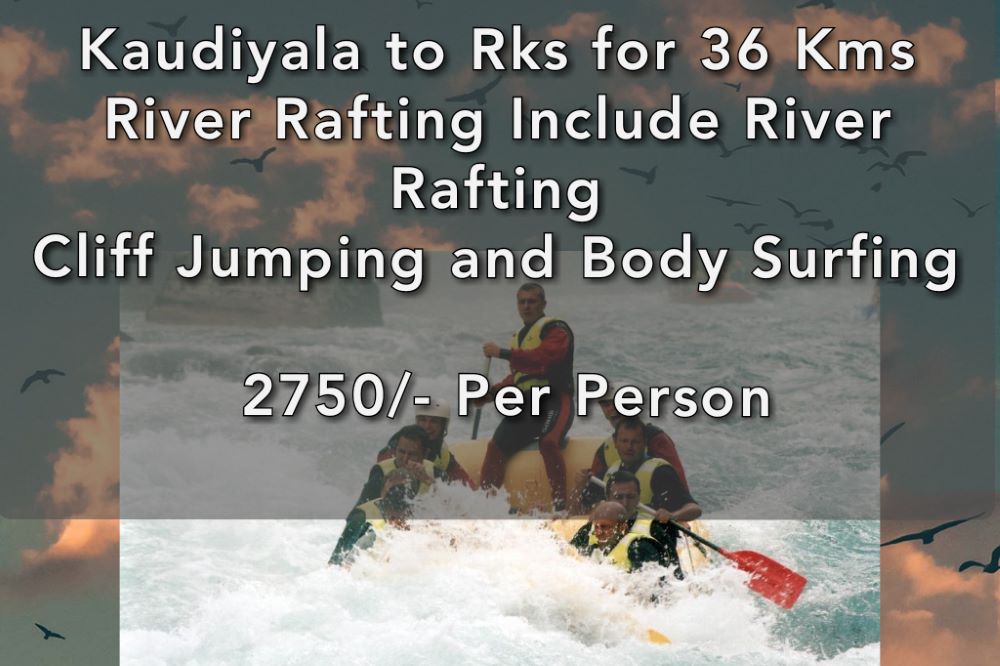 Kaudiyala to Rks for 36 Kms
River Rafting Include River
Rafting
Cliff Jumping and Body Surfing
2750/- Per Person